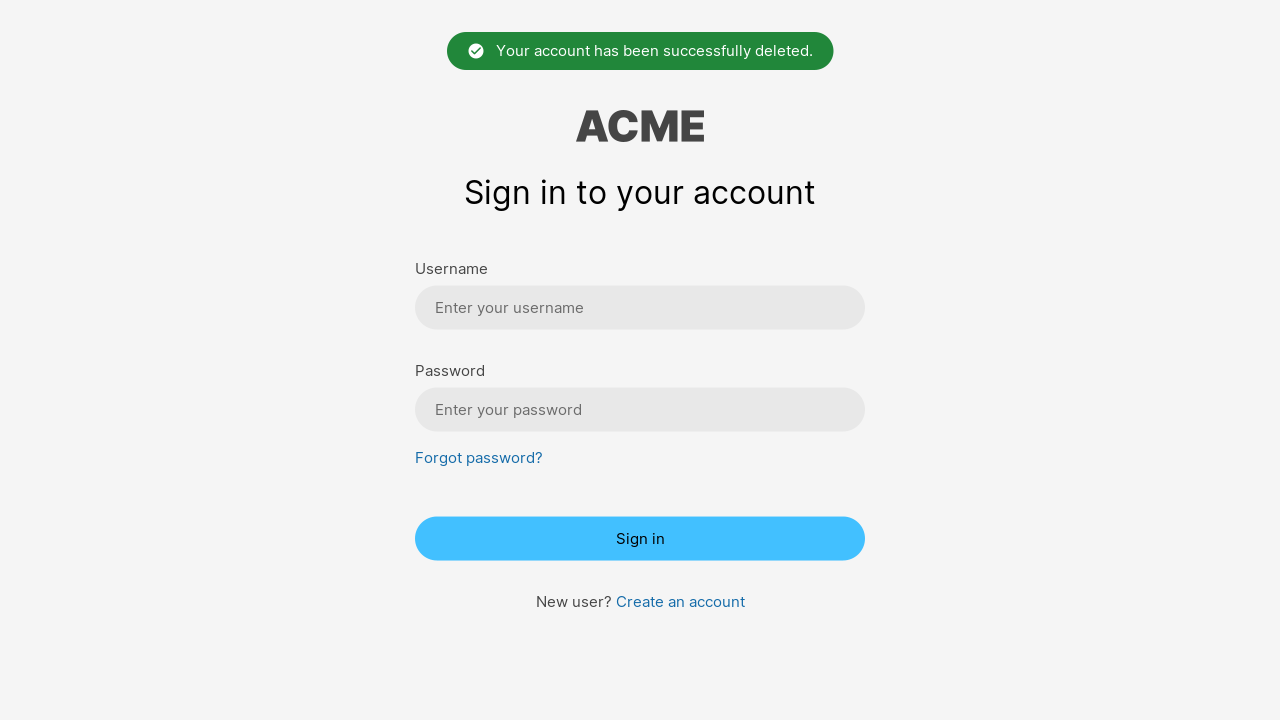 Your account has been successfully deleted.
ACME
Sign in to your account
Username
Enter your username
Password
Enter your password
Forgot password?
Sign in
New user? Create an account